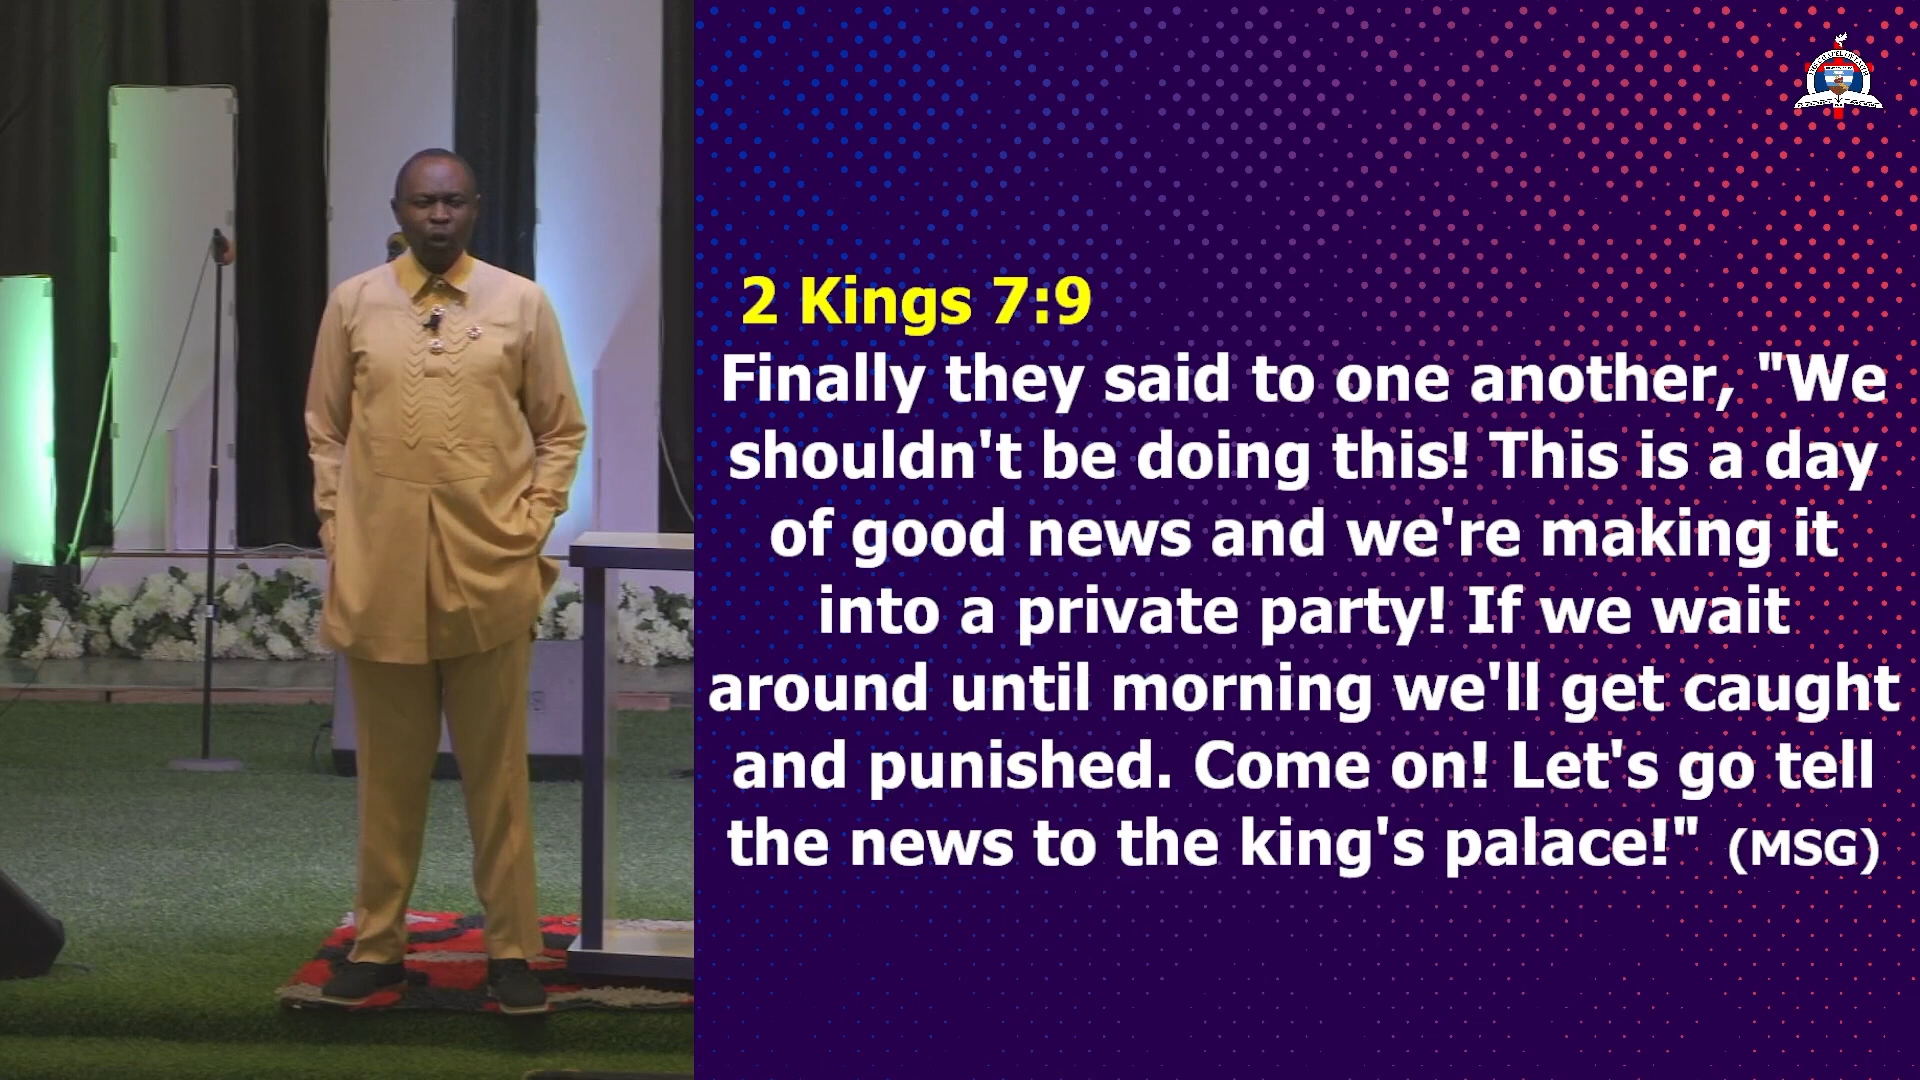 2 Kings 7:9
Finally they said to one another, "We
shouldn't be doing this! This is a day
of good news and we're making it
into a private party! If we wait
around until morning we'll get caught
and punished. Come on! Let's go tell
the news to the king's palace!" (MSG)